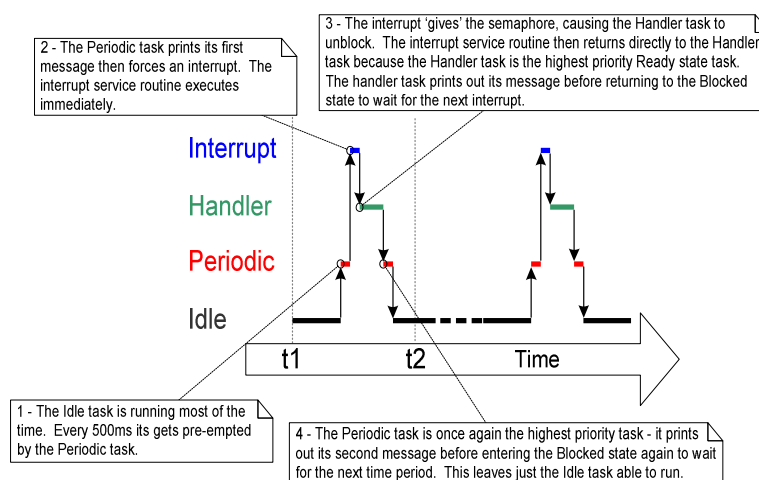 3 - The interrupt ‘gives’ the semaphore, causing the Handler task to
unblock. The interrupt service routine then returns directly to the Handler
task because the Handler task is the highest priority Ready state task.
The handler task prints out its message before returning to the Blocked
state to wait for the next interrupt.
2 - The Periodic task prints its first
message then forces an interrupt. The
interrupt service routine executes
immediately.
Interrupt
Handler
Periodic
Idle
t1 t2 Time
1 - The Idle task is running most of the
time. Every 500ms its gets pre-empted
by the Periodic task.
4 - The Periodic task is once again the highest priority task - it prints
out its second message before entering the Blocked state again to wait
for the next time period. This leaves just the Idle task able to run.